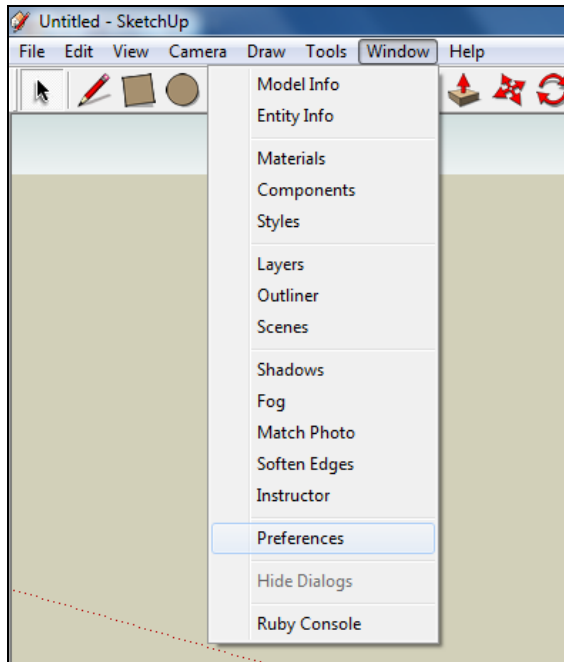 Untitled - SketchUp
File Edit View Camera Draw Tools Window Help
Model Info
Entity Info
Materials
Components
Styles
Layers
Outliner
Scenes
Shadows
Fog
Match Photo
Soften Edges
Instructor
Preferences
Hide Dialogs
Ruby Console